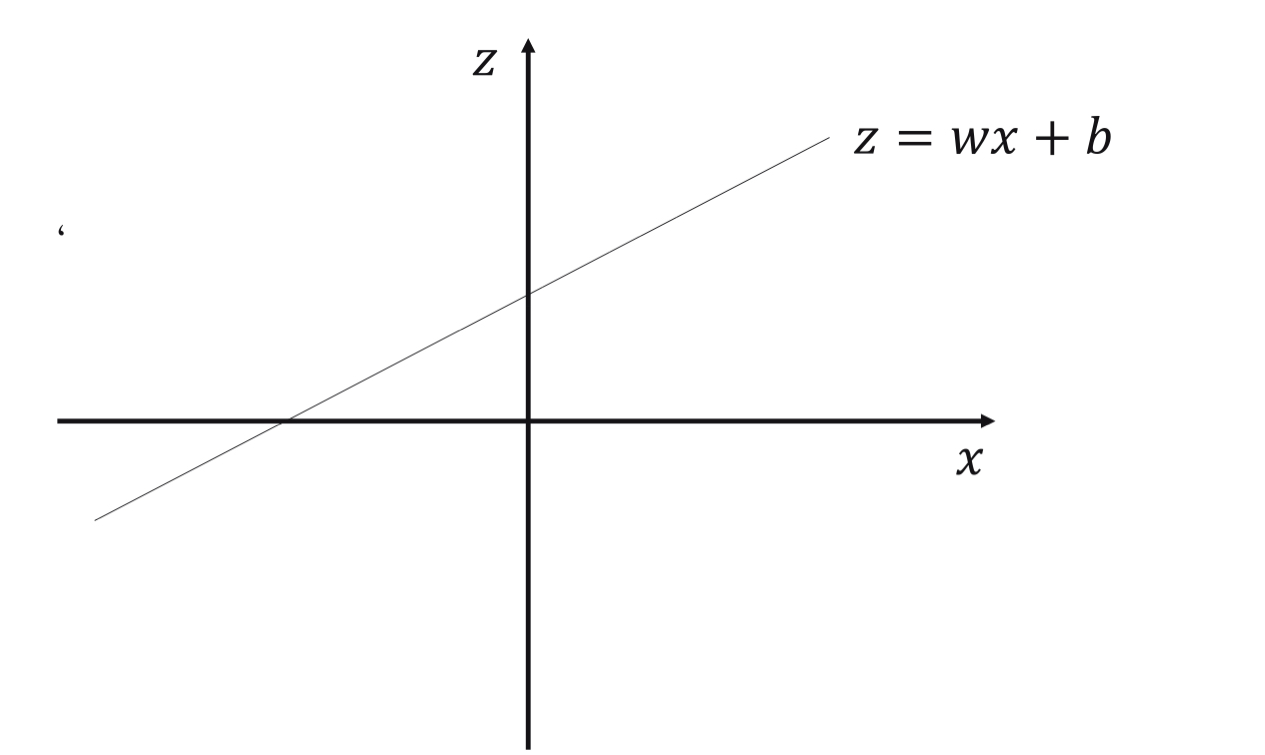 z
z = wx + b
‘
x